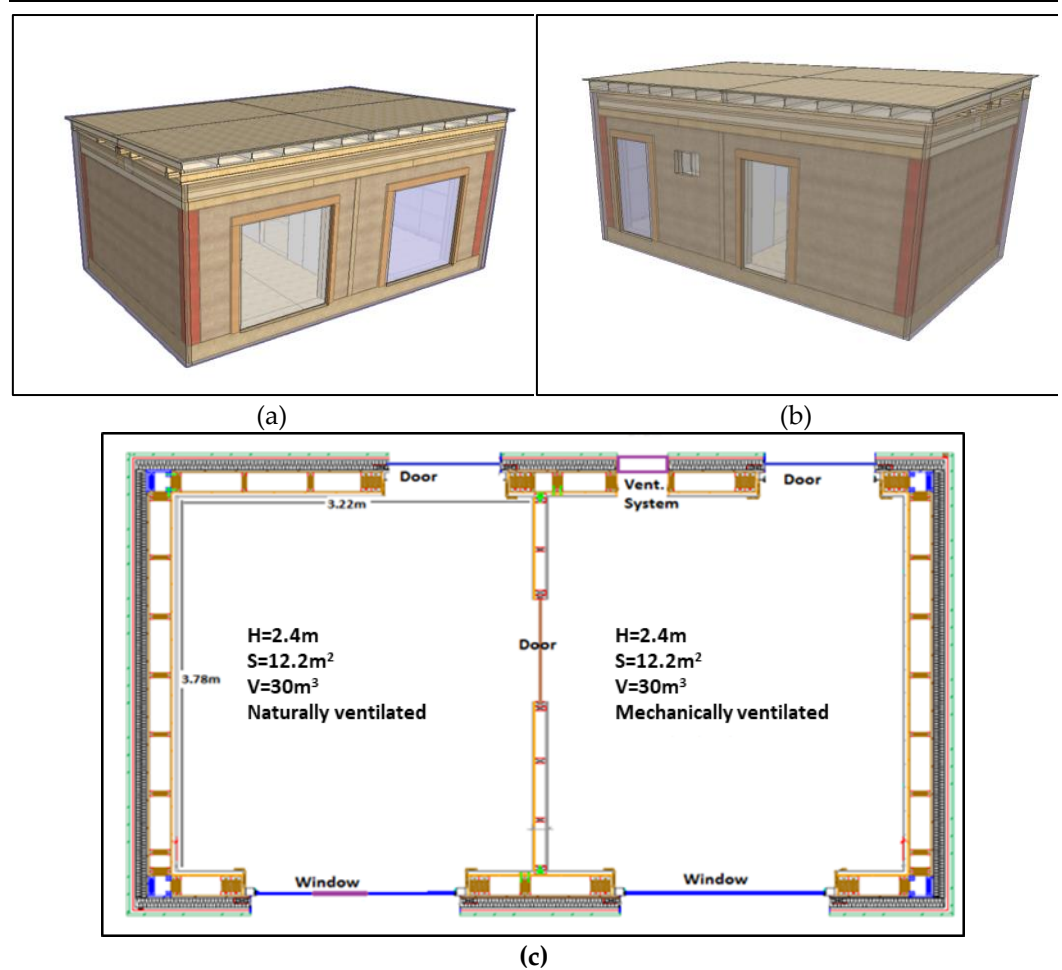 (a)
(b)
Door
Vent.
System
Door
3.22m
H=2.4m
S=12.2m²
V=30m³
Naturally ventilated
Door
H=2.4m
S=12.2m²
V=30m³
Mechanically ventilated
3.78m
Window
Window
(c)